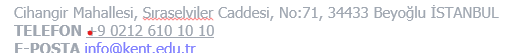 Cihangir Mahallesi, Sıraselviler Caddesi, No:71, 34433 Beyoğlu İSTANBUL
TELEFON +9 0212 610 10 10
E-POSTA info@kent.edu.tr